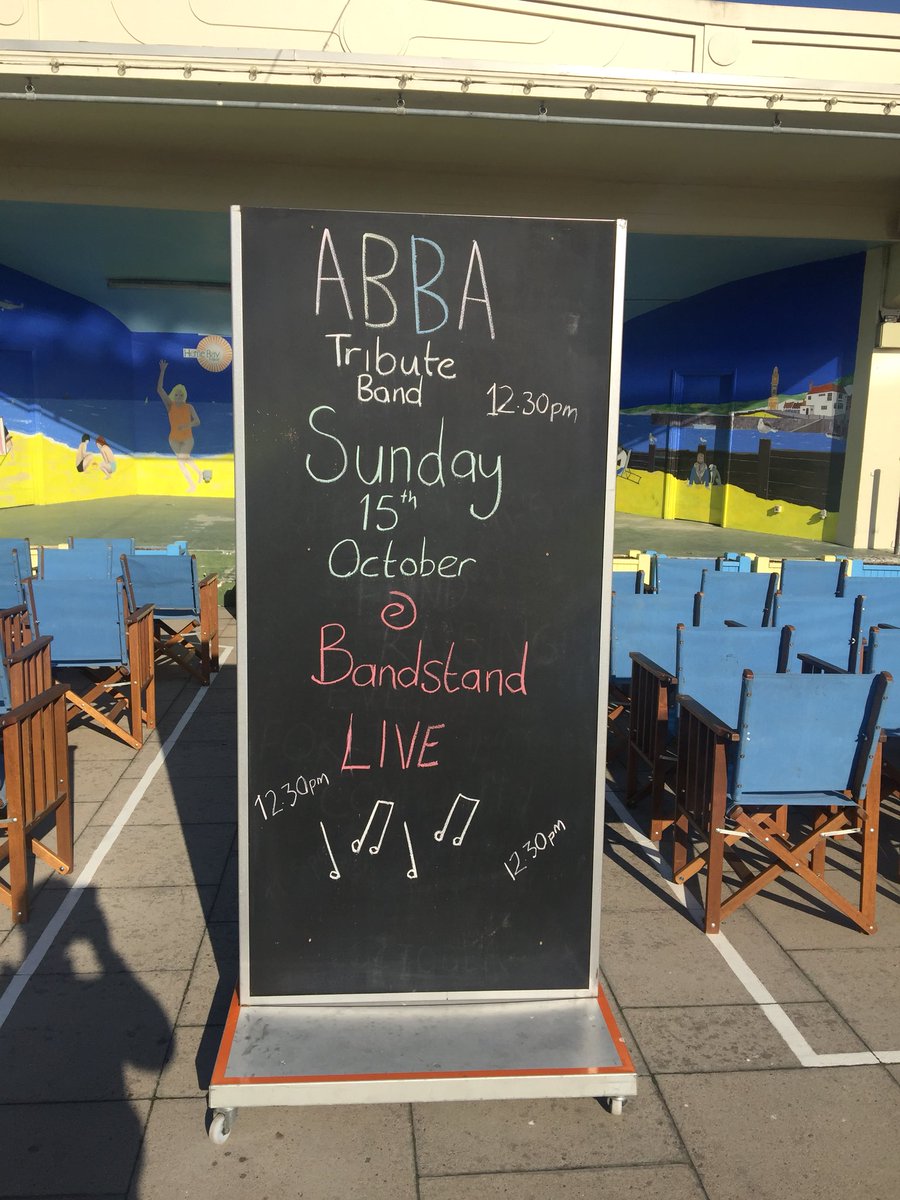 ABBA
Tribute
Band
12.30pm
Sunday
15th
October
@
Bandstand
LIVE
12.30pm
12.30pm